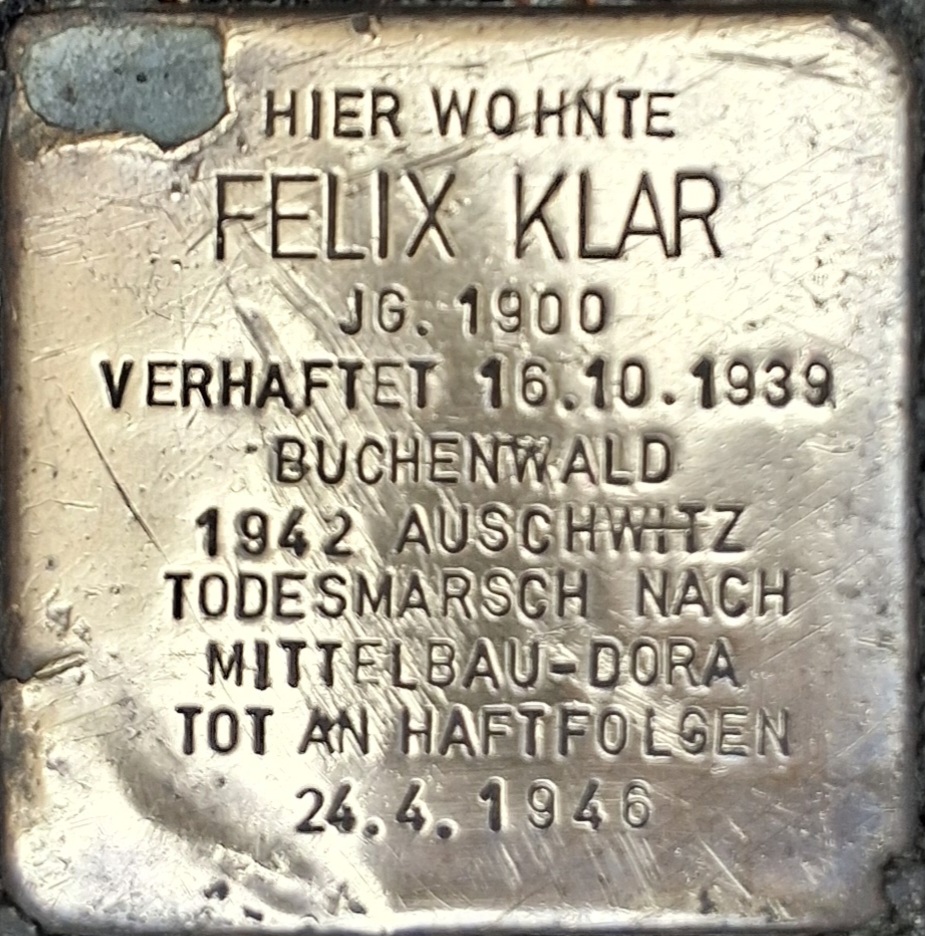 HIER WOHNTE
FELIX KLAR
JG. 1900
VERHAFTET 16.10.1939
BUCHENWALD
1942 AUSCHWITZ
TODESMARSCH NACH
MITTELBAU-DORA
TOT AN HAFTFOLGEN
24.4.1946